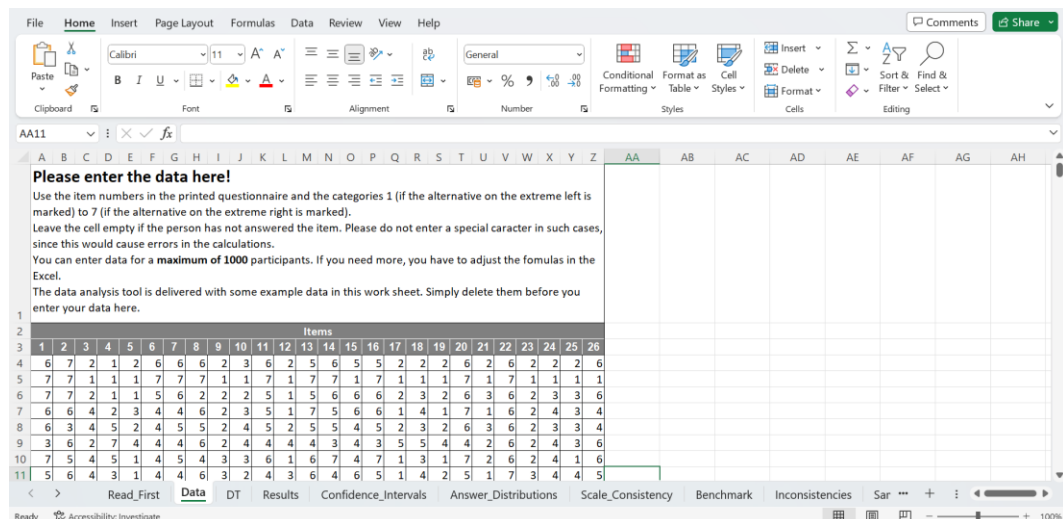 File Home Insert Page Layout Formulas Data Review View Help Comments Share
Calibri 11 A^ A˅ ab General Insert
Paste B I U A % 9 Conditional Format as Cell Delete Sort & Find &
Formatting Table Styles Format Filter Select
Clipboard Font Alignment Number Styles Cells Editing
AA11 fx
A B C D E F G H I J K L M N O P Q R S T U V W X Y Z AA AB AC AD AE AF AG AH
Please enter the data here!
Use the item numbers in the printed questionnaire and the categories 1 (if the alternative on the extreme left is
marked) to 7 (if the alternative on the extreme right is marked).
Leave the cell empty if the person has not answered the item. Please do not enter a special caracter in such cases,
since this would cause errors in the calculations.
You can enter data for a maximum of 1000 participants. If you need more, you have to adjust the fomulas in the
Excel.
The data analysis tool is delivered with some example data in this work sheet. Simply delete them before you
1 enter your data here.
2 Items
3 1 2 3 4 5 6 7 8 9 10 11 12 13 14 15 16 17 18 19 20 21 22 23 24 25 26
4 6 7 2 1 2 6 6 6 2 3 6 2 5 6 5 5 2 2 2 6 2 6 2 2 2 6
5 7 7 1 1 1 7 7 7 1 1 7 1 7 7 1 7 1 1 1 7 1 7 1 1 1 1
6 7 7 2 1 1 5 6 2 2 2 5 1 5 6 6 6 2 3 2 6 3 6 2 3 3 6
7 6 6 4 2 3 4 4 6 2 3 5 1 7 5 6 6 1 4 1 7 1 6 2 4 3 4
8 6 3 4 5 2 4 5 5 2 4 5 2 5 5 4 5 2 3 2 6 3 6 2 3 3 4
9 3 6 2 7 4 4 4 6 2 4 4 4 4 3 4 3 5 5 4 4 2 6 2 4 3 6
10 7 5 4 5 1 4 5 4 3 3 6 1 6 7 4 7 1 3 1 7 2 6 2 4 1 6
11 5 6 4 3 1 4 4 6 3 2 4 3 6 4 6 5 1 4 2 5 1 7 3 4 4 5
Read_First Data DT Results Confidence_Intervals Answer_Distributions Scale_Consistency Benchmark Inconsistencies Sar
Ready Accessibility: Investigate 100%